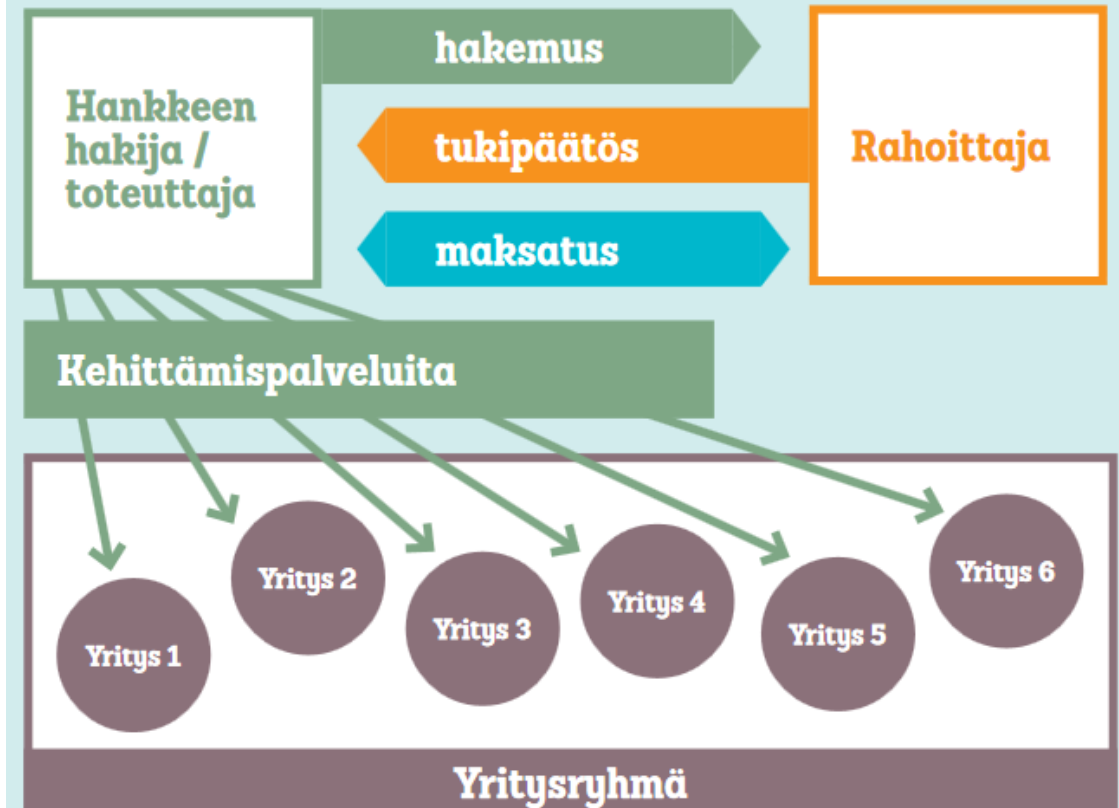 Hankkeen
hakija /
toteuttaja
hakemus
tukipäätös
maksatus
Rahoittaja
Kehittämispalveluita
Yritys 1
Yritys 2
Yritys 3
Yritys 4
Yritys 5
Yritys 6
Yritysryhmä